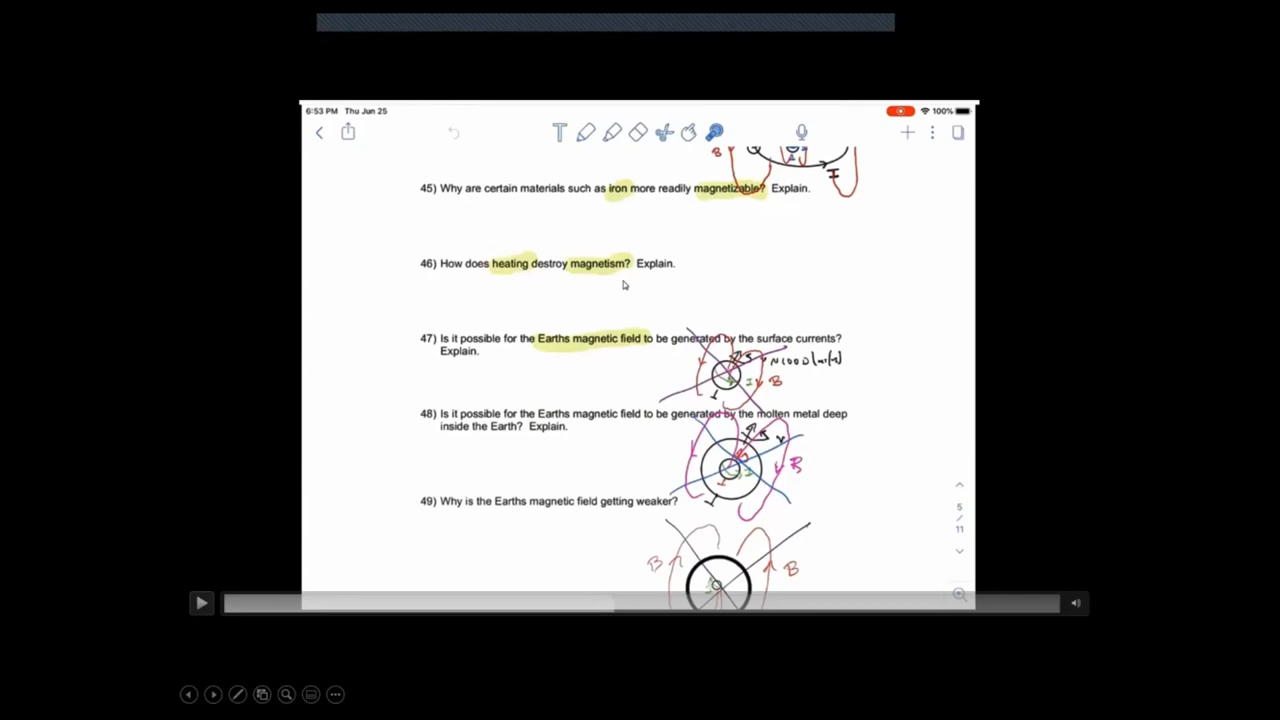 6:53 PM Thu Jun 25
100%
T
B
I
45) Why are certain materials such as iron more readily magnetizable? Explain.
46) How does heating destroy magnetism? Explain.
47) Is it possible for the Earths magnetic field to be generated by the surface currents?
Explain.
I
B
I
48) Is it possible for the Earths magnetic field to be generated by the molten metal deep
inside the Earth? Explain.
B
I
I
49) Why is the Earths magnetic field getting weaker?
5
/
11
B
B